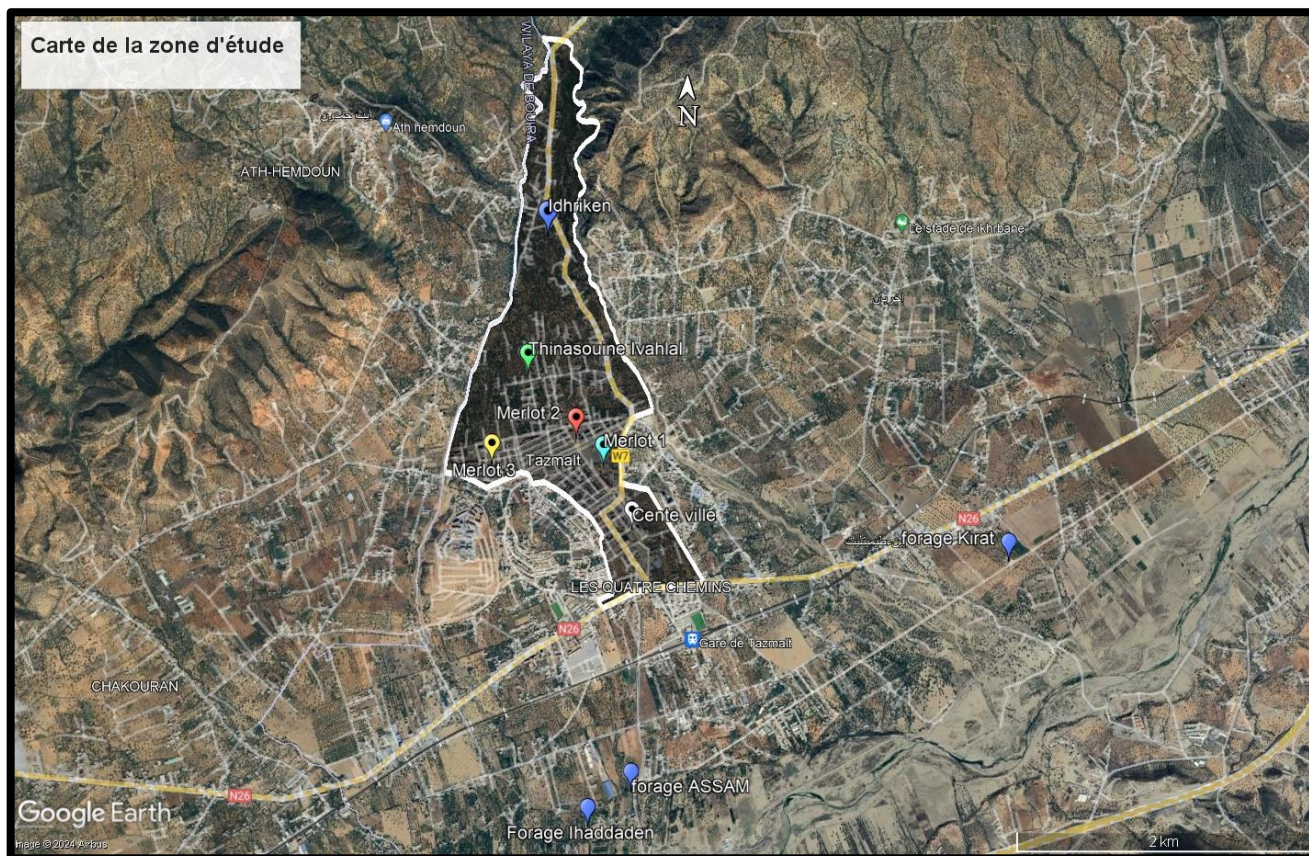 Carte de la zone d'étude
WILAYA DE BOUIRA
N
آيت حمدون
Ath hemdoun
ATH-HEMDOUN
Idhriken
Le stade de ikhrbane
Thinasouine Ivahlal
Merlot 2
Merlot 1
W7
Merlot 3
Tazmalt
Cente ville
N26
forage Kirat
LES QUATRE CHEMINS
N26
Gare de Tazmalt
CHAKOURAN
forage ASSAM
N26
Forage Ihaddaden
Google Earth
Image © 2024 Airbus
2 km